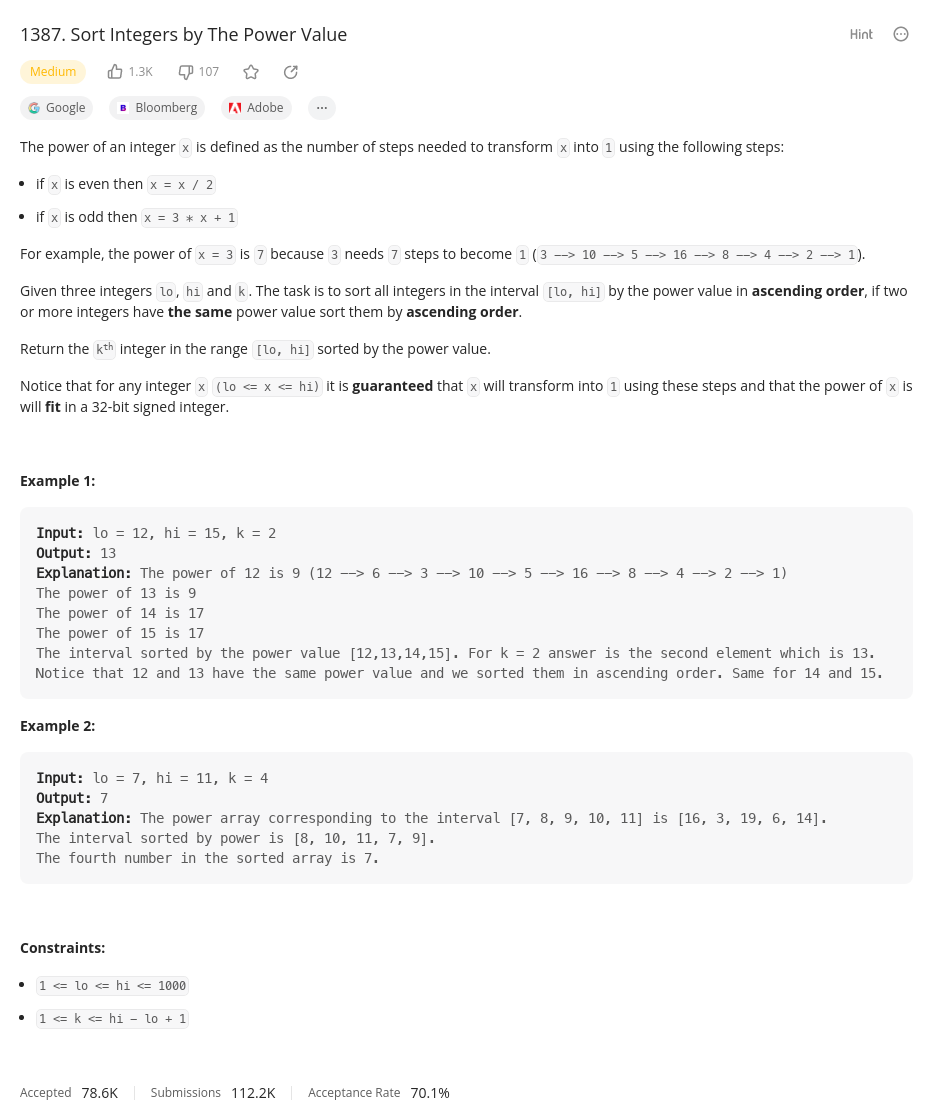 1387. Sort Integers by The Power Value
Hint
Medium 1.3K 107
Google Bloomberg Adobe ...
The power of an integer x is defined as the number of steps needed to transform x into 1 using the following steps:
• if x is even then x = x / 2
• if x is odd then x = 3 * x + 1
For example, the power of x = 3 is 7 because 3 needs 7 steps to become 1 (3 --> 10 --> 5 --> 16 --> 8 --> 4 --> 2 --> 1).
Given three integers lo, hi and k. The task is to sort all integers in the interval [lo, hi] by the power value in ascending order, if two
or more integers have the same power value sort them by ascending order.
Return the kth integer in the range [lo, hi] sorted by the power value.
Notice that for any integer x (lo <= x <= hi) it is guaranteed that x will transform into 1 using these steps and that the power of x is
will fit in a 32-bit signed integer.
Example 1:
Input: lo = 12, hi = 15, k = 2
Output: 13
Explanation: The power of 12 is 9 (12 --> 6 --> 3 --> 10 --> 5 --> 16 --> 8 --> 4 --> 2 --> 1)
The power of 13 is 9
The power of 14 is 17
The power of 15 is 17
The interval sorted by the power value [12,13,14,15]. For k = 2 answer is the second element which is 13.
Notice that 12 and 13 have the same power value and we sorted them in ascending order. Same for 14 and 15.
Example 2:
Input: lo = 7, hi = 11, k = 4
Output: 7
Explanation: The power array corresponding to the interval [7, 8, 9, 10, 11] is [16, 3, 19, 6, 14].
The interval sorted by power is [8, 10, 11, 7, 9].
The fourth number in the sorted array is 7.
Constraints:
• 1 <= lo <= hi <= 1000
• 1 <= k <= hi - lo + 1
Accepted 78.6K Submissions 112.2K Acceptance Rate 70.1%